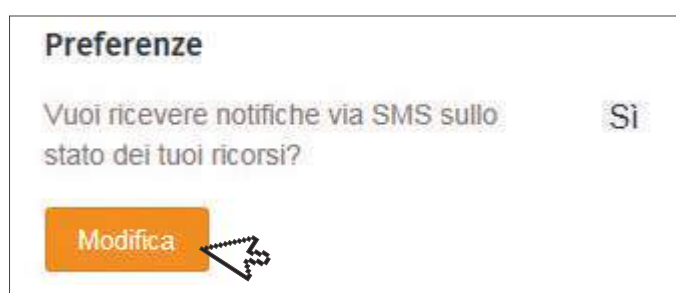 Preferenze
Vuoi ricevere notifiche via SMS sullo Sì
stato dei tuoi ricorsi?
Modifica